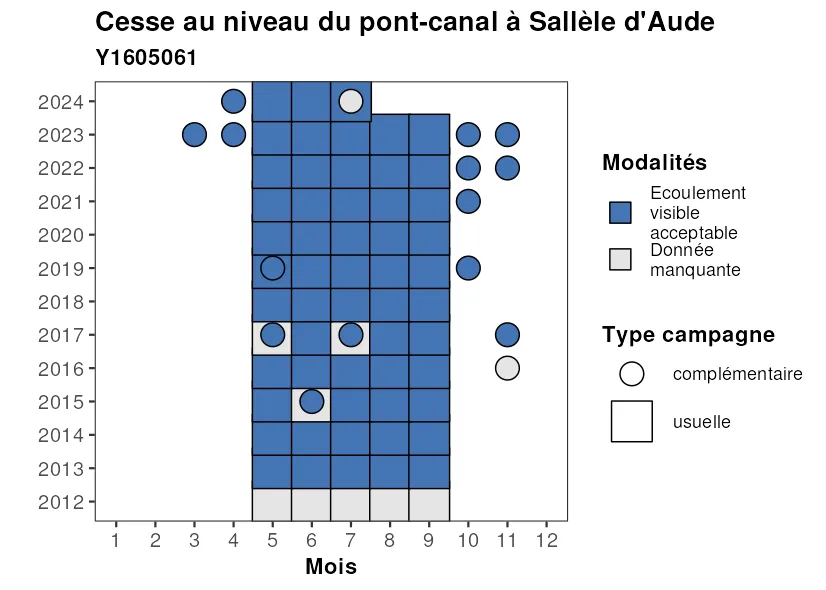 Cesse au niveau du pont-canal à Sallèle d'Aude
Y1605061
2024
2023
2022
2021
2020
2019
2018
2017
2016
2015
2014
2013
2012
1 2 3 4 5 6 7 8 9 10 11 12
Mois
Modalités
Ecoulement
visible
acceptable
Donnée
manquante
Type campagne
complémentaire
usuelle